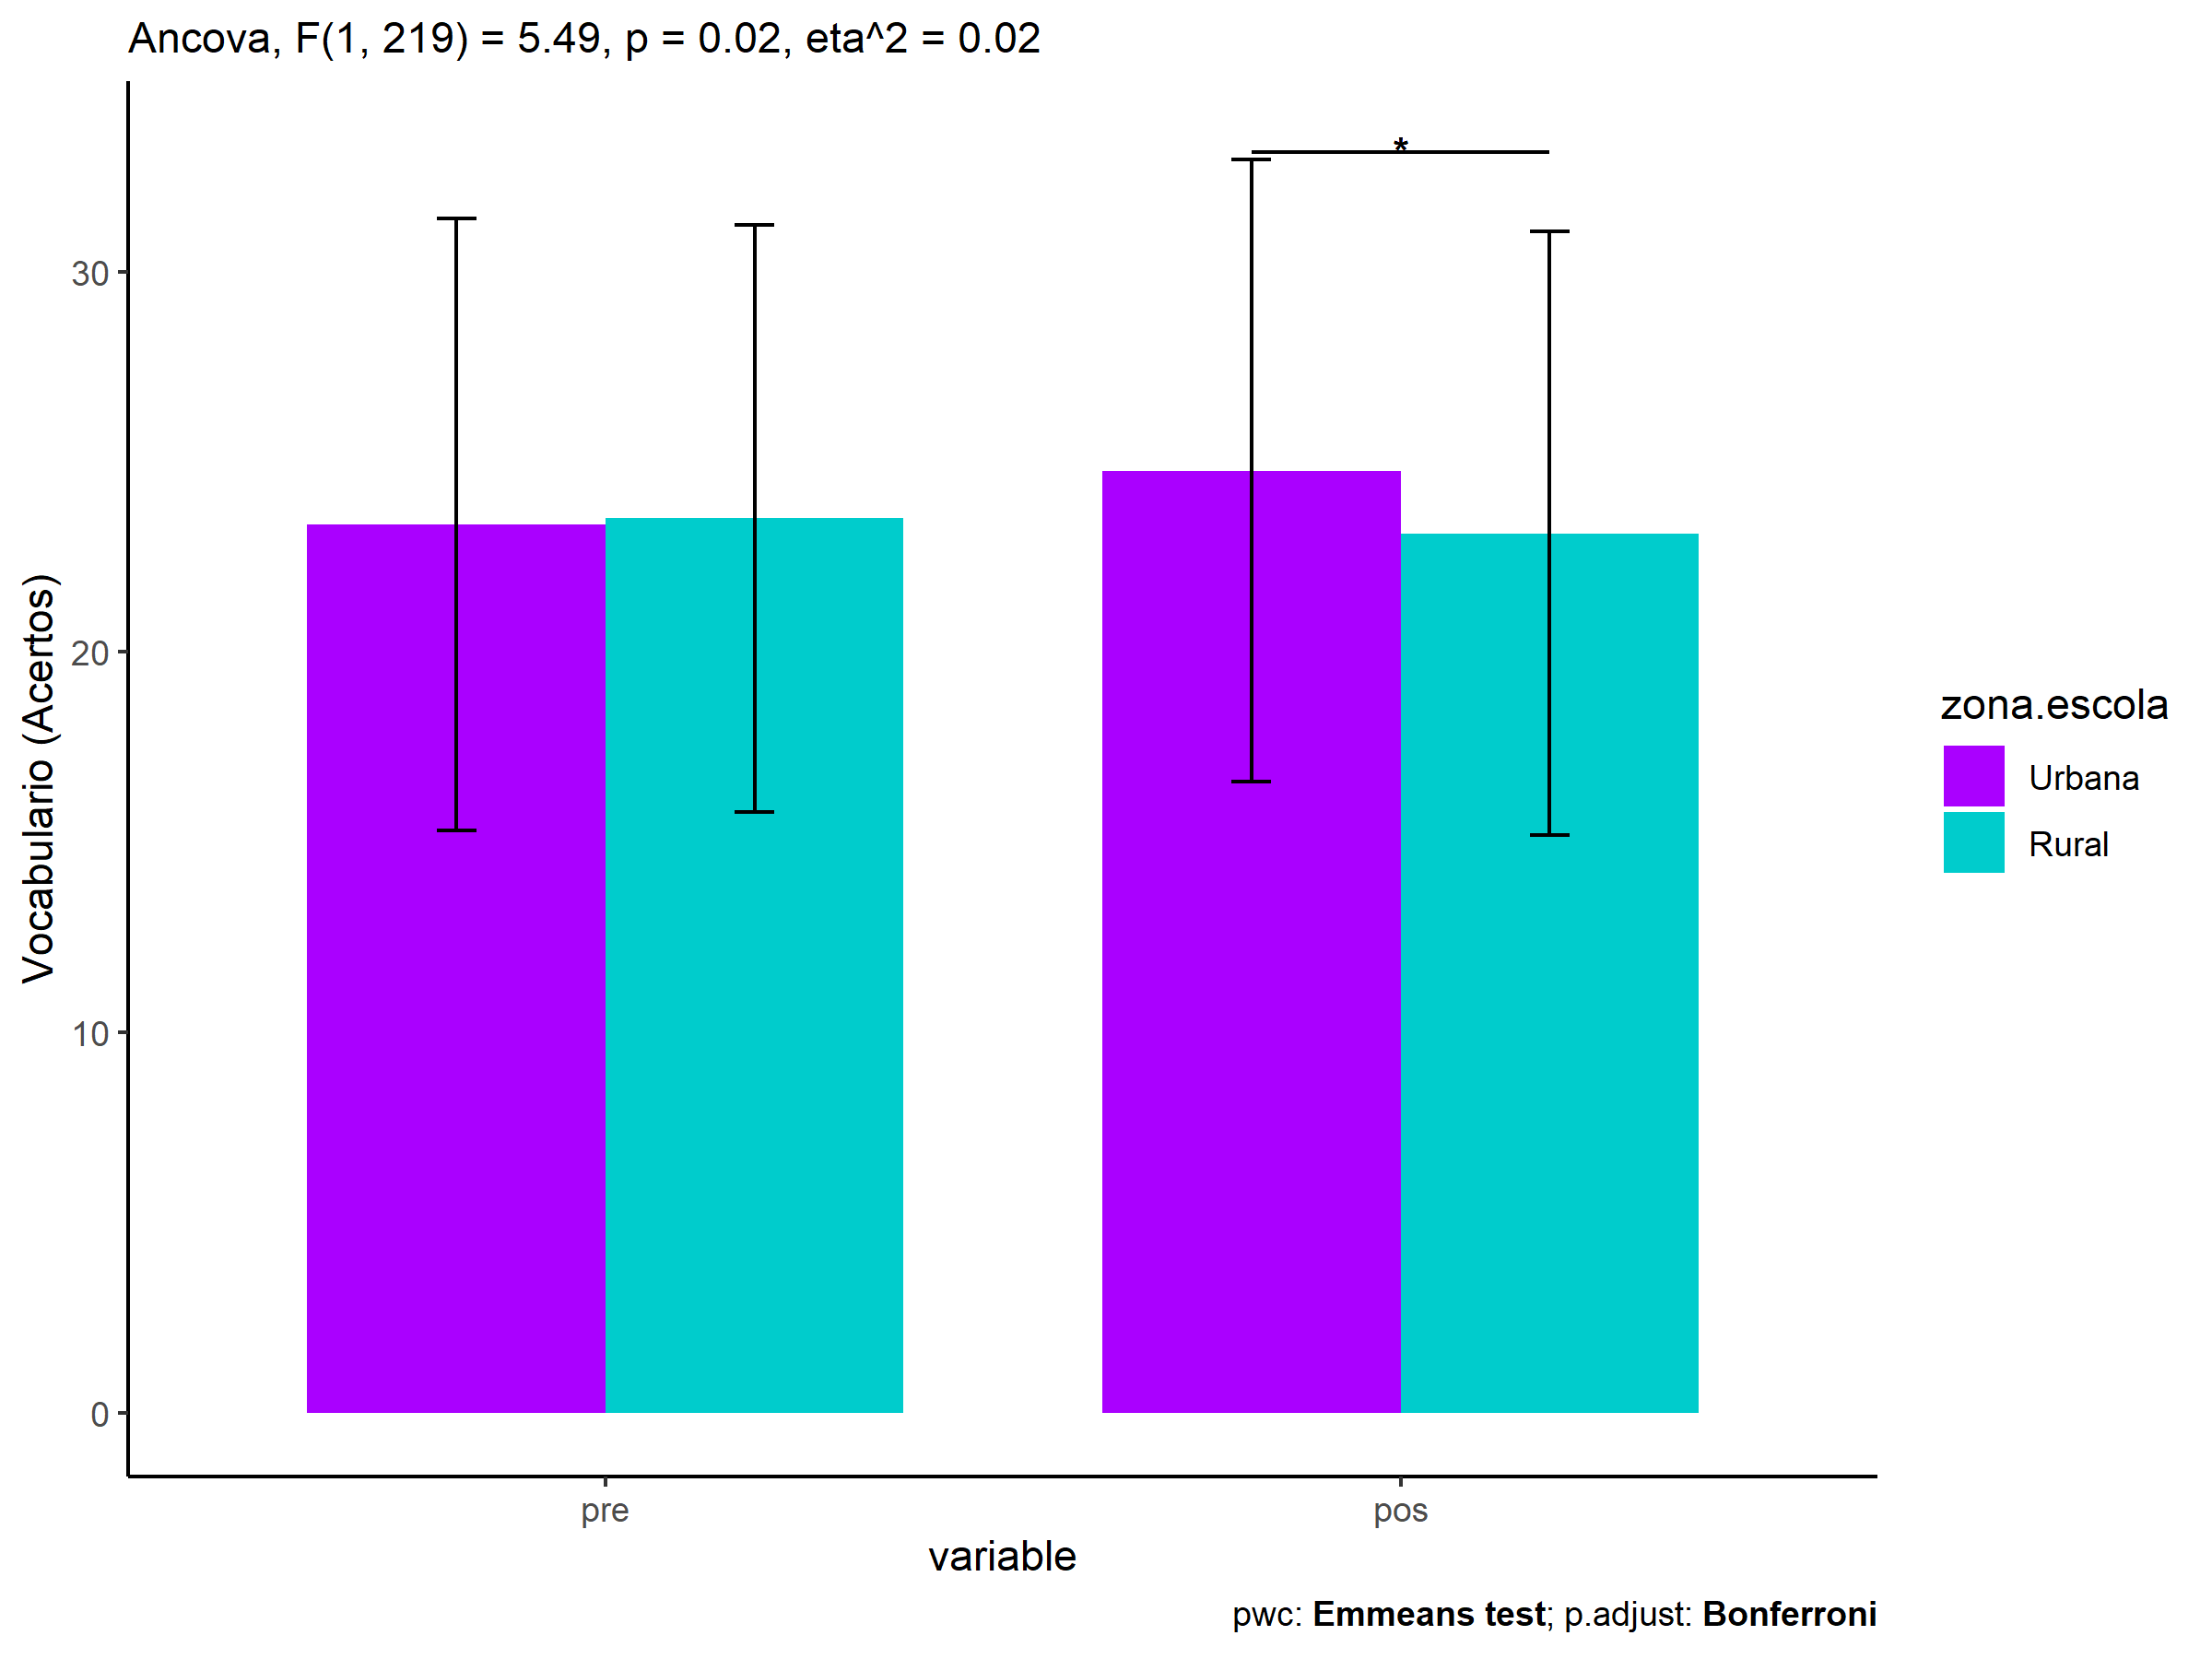 Ancova, F(1, 219) = 5.49, p = 0.02, eta^2 = 0.02
*
30
20
10
0
Vocabulario (Acertos)
pre
pos
variable
zona.escola
Urbana
Rural
pwc: Emmeans test; p.adjust: Bonferroni